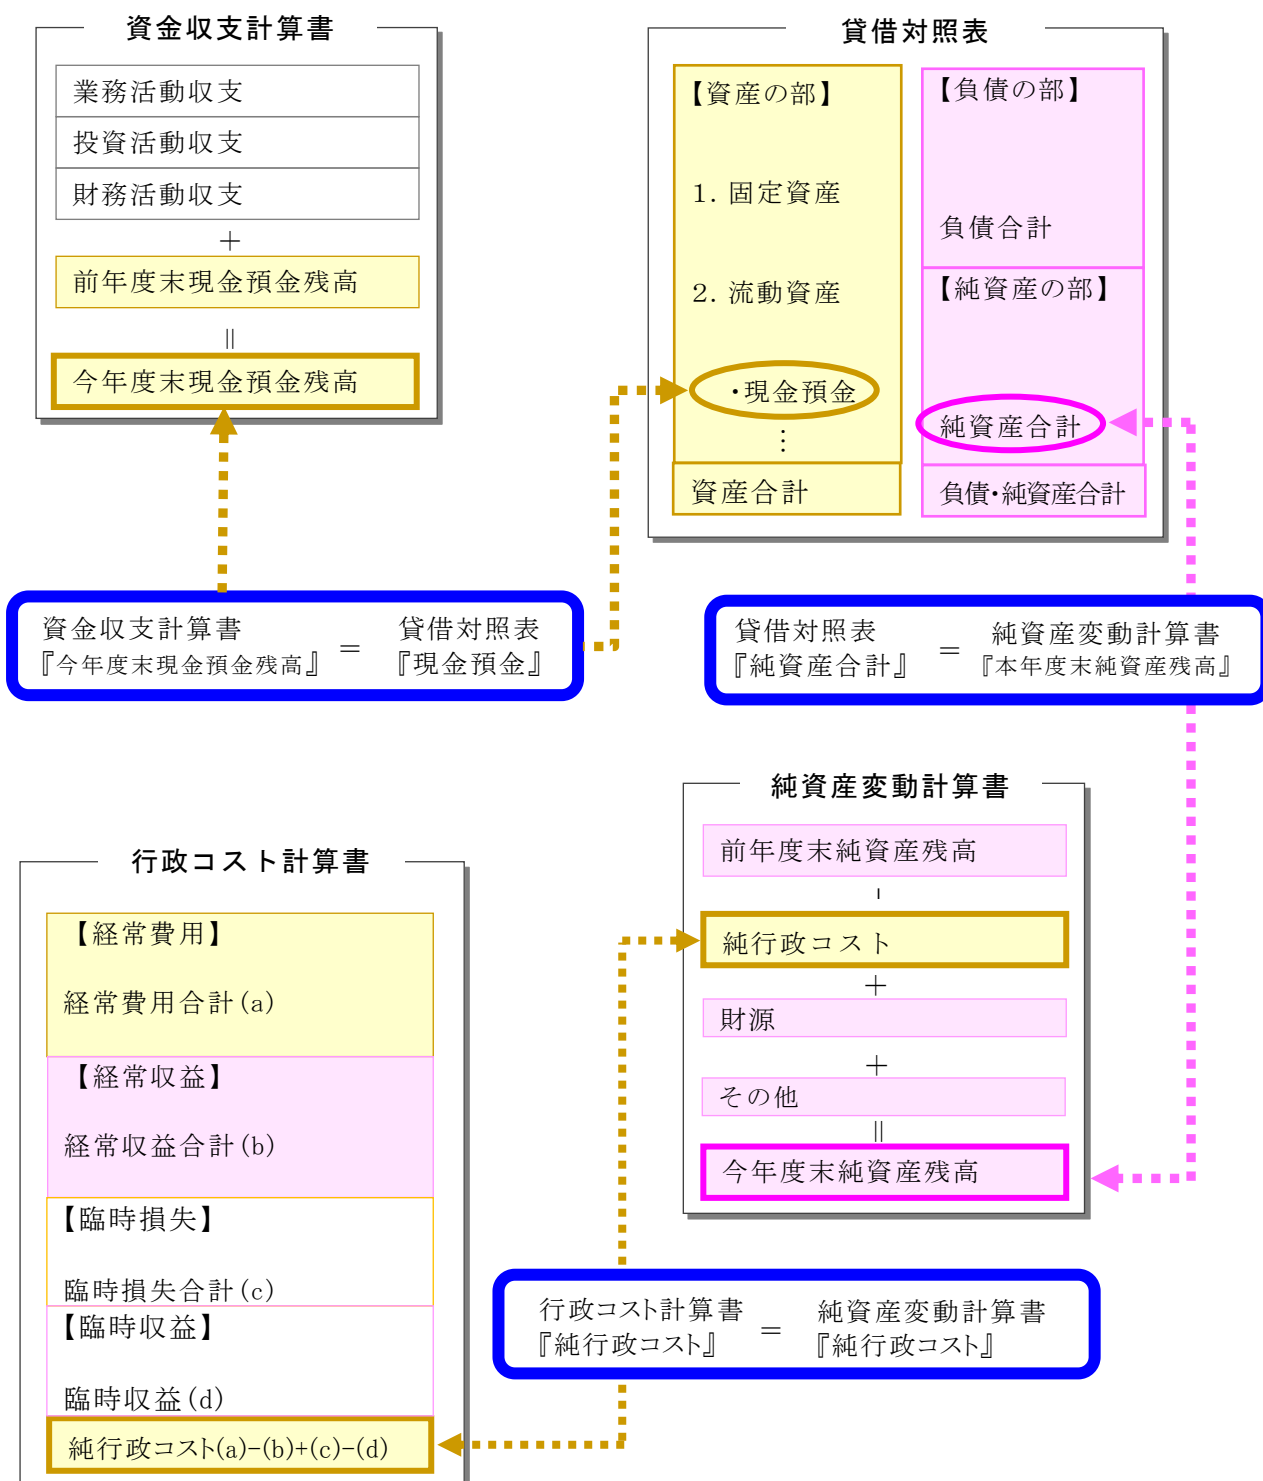 資金収支計算書
業務活動収支
投資活動収支
財務活動収支
＋
前年度末現金預金残高
＝
今年度末現金預金残高
貸借対照表
【資産の部】
1. 固定資産
2. 流動資産
・現金預金
⋮
資産合計
【負債の部】
負債合計
【純資産の部】
純資産合計
負債・純資産合計
資金収支計算書 ＝ 貸借対照表
『今年度末現金預金残高』 『現金預金』
貸借対照表 ＝ 純資産変動計算書
『純資産合計』 『本年度末純資産残高』
行政コスト計算書
【経常費用】
経常費用合計(a)
【経常収益】
経常収益合計(b)
【臨時損失】
臨時損失合計(c)
【臨時収益】
臨時収益(d)
純行政コスト(a)-(b)+(c)-(d)
純資産変動計算書
前年度末純資産残高
-
純行政コスト
＋
財源
＋
その他
＝
今年度末純資産残高
行政コスト計算書 ＝ 純資産変動計算書
『純行政コスト』 『純行政コスト』